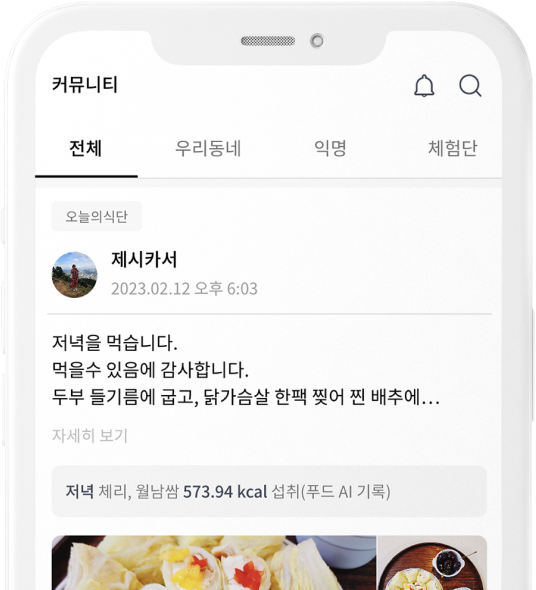 커뮤니티
전체 우리동네 익명 체험단
오늘의식단
제시카서
2023.02.12 오후 6:03
저녁을 먹습니다.
먹을수 있음에 감사합니다.
두부 들기름에 굽고, 닭가슴살 한팩 찢어 찐 배추에...
자세히 보기
저녁 체리, 월남쌈 573.94 kcal 섭취(푸드 AI 기록)